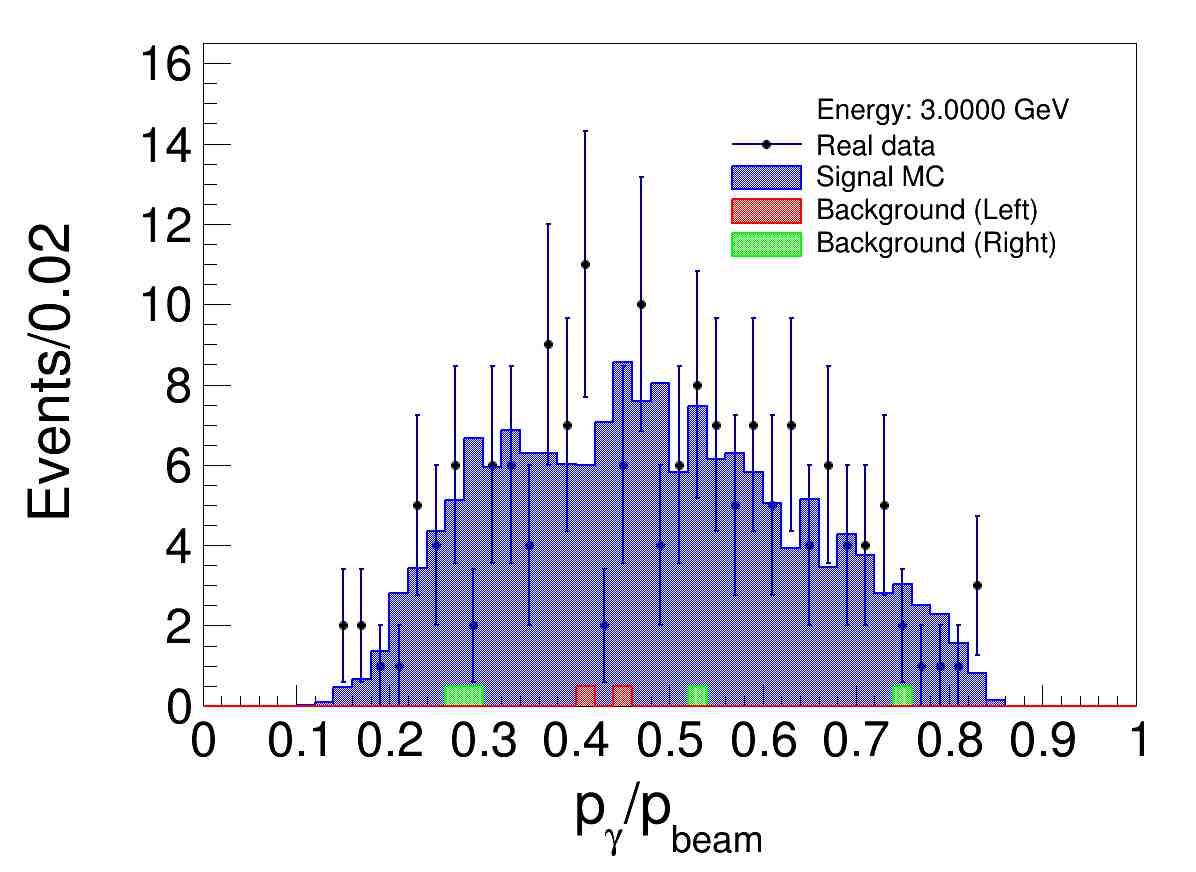 Energy: 3.0000 GeV
Real data
Signal MC
Background (Left)
Background (Right)
Events/0.02
16
14
12
10
8
6
4
2
0
0 0.1 0.2 0.3 0.4 0.5 0.6 0.7 0.8 0.9 1
pγ/pbeam